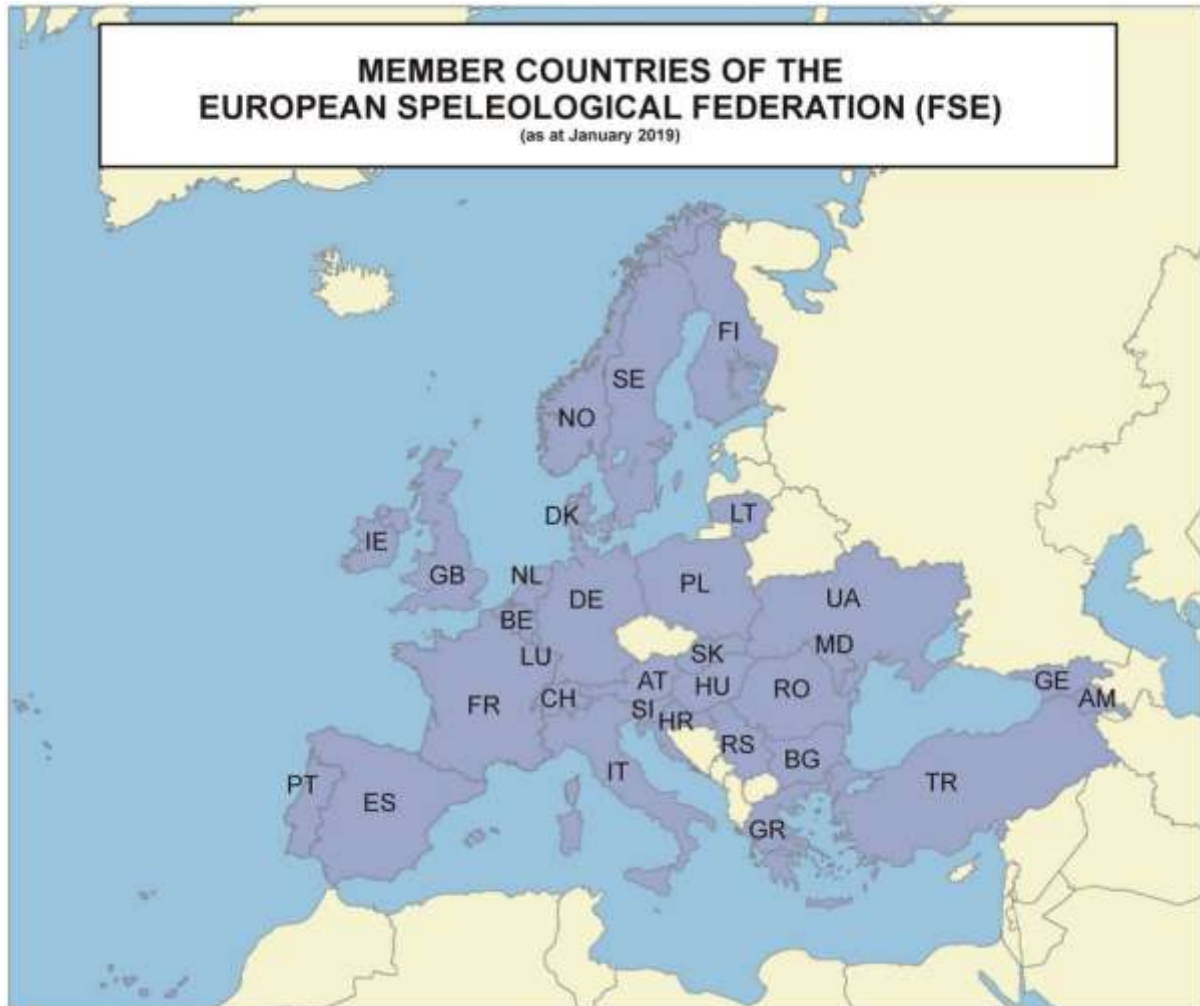 MEMBER COUNTRIES OF THE
EUROPEAN SPELEOLOGICAL FEDERATION (FSE)
(as at January 2019)
FI
SE
NO
LT
DK
IE
GB
NL
DE
PL
UA
BE
MD
LU
SK
AT
GE
CH
HU
RO
AM
FR
SI
HR
RS
BG
IT
TR
PT
ES
GR